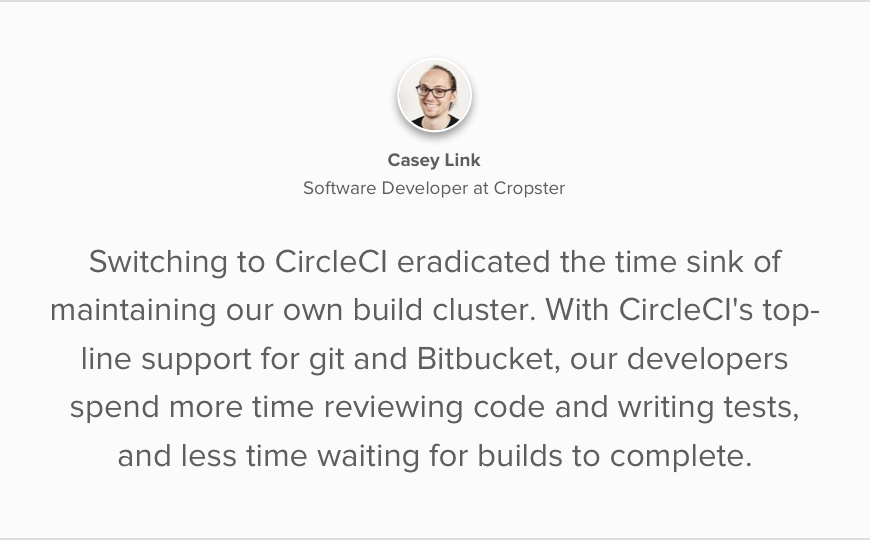 Casey Link
Software Developer at Cropster
Switching to CircleCI eradicated the time sink of
maintaining our own build cluster. With CircleCI's top-
line support for git and Bitbucket, our developers
spend more time reviewing code and writing tests,
and less time waiting for builds to complete.